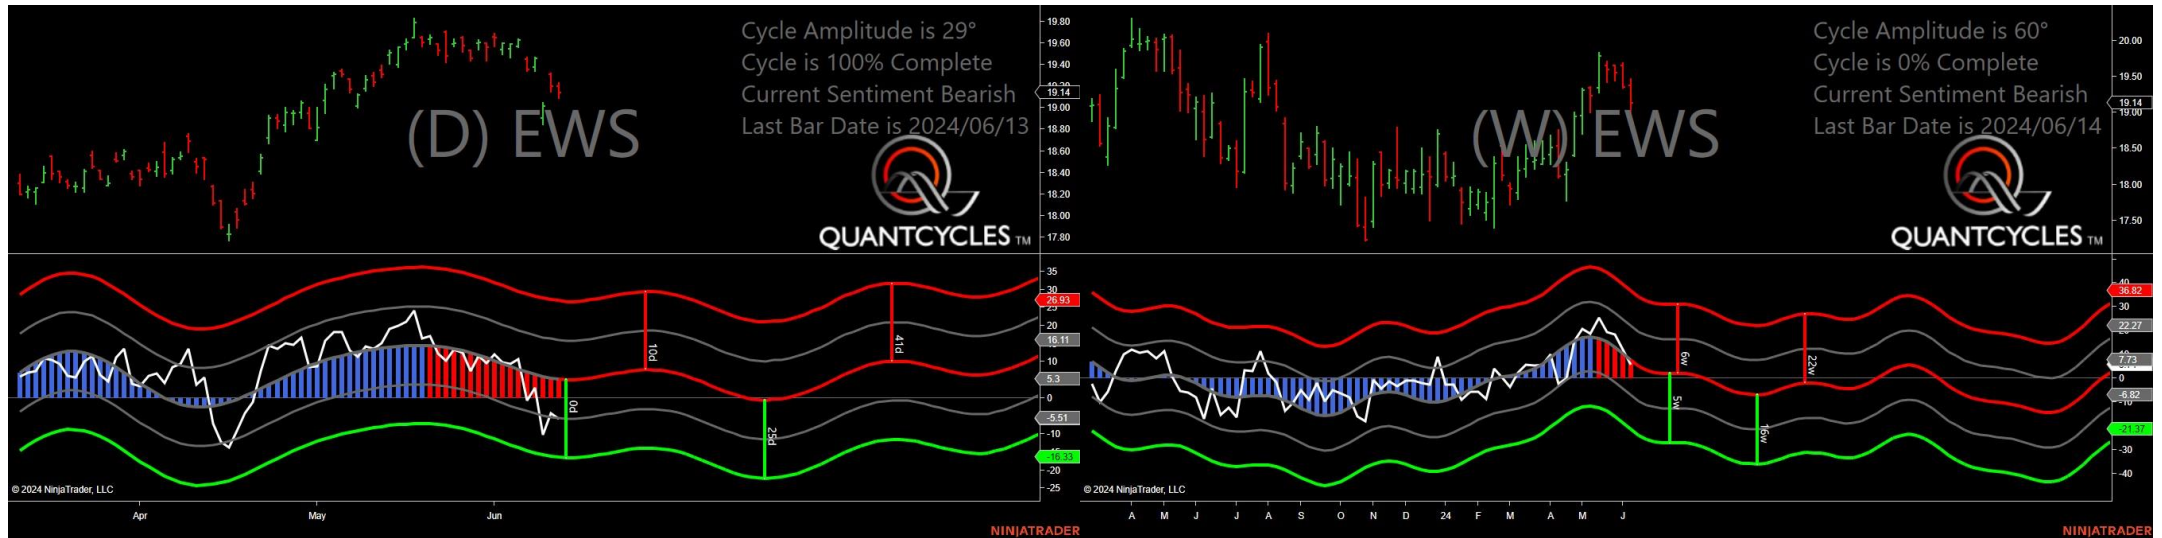 Cycle Amplitude is 29°
Cycle is 100% Complete
Current Sentiment Bearish
Last Bar Date is 2024/06/13
(D) EWS
QUANTCYCLES TM
19.80
19.60
19.40
19.14
19.00
18.80
18.60
18.40
18.20
18.00
17.80
35
30
26.93
25
20
16.11
10
5.3
0
-5.51
-10
-16.33
-20
-25
10d
41d
0d
25d
© 2024 NinjaTrader, LLC
Apr May Jun
NINJATRADER
Cycle Amplitude is 60°
Cycle is 0% Complete
Current Sentiment Bearish
Last Bar Date is 2024/06/14
(W) EWS
QUANTCYCLES TM
20.00
19.50
19.14
19.00
18.50
18.00
17.50
40
36.82
30
22.27
7.73
0
-6.82
-21.37
-30
-40
6w
22w
5w
16w
© 2024 NinjaTrader, LLC
A M J J A S O N D 24 F M A M J
NINJATRADER